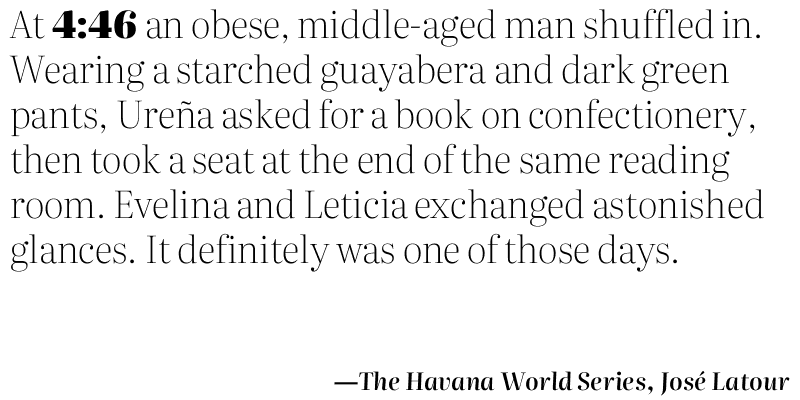 At 4:46 an obese, middle-aged man shuffled in.
Wearing a starched guayabera and dark green
pants, Ureña asked for a book on confectionery,
then took a seat at the end of the same reading
room. Evelina and Leticia exchanged astonished
glances. It definitely was one of those days.
—The Havana World Series, José Latour